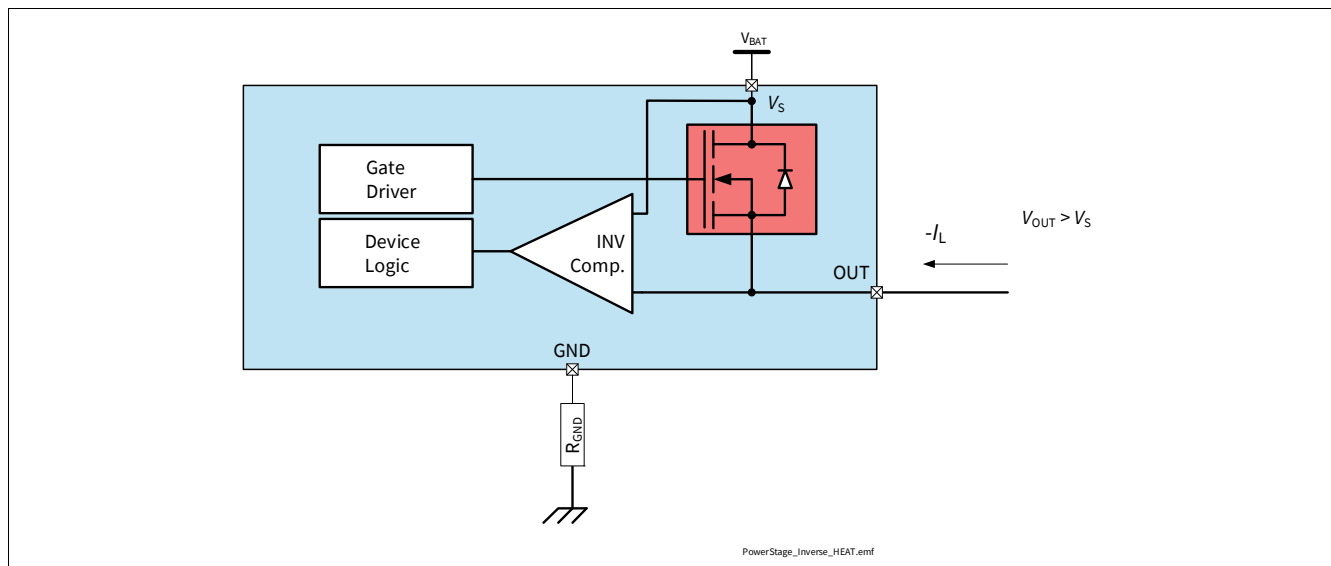 VBAT
VS
Gate
Driver
Device
Logic
INV
Comp.
-IL
VOUT > VS
OUT
GND
RGND
PowerStage_Inverse_HEAT.emf